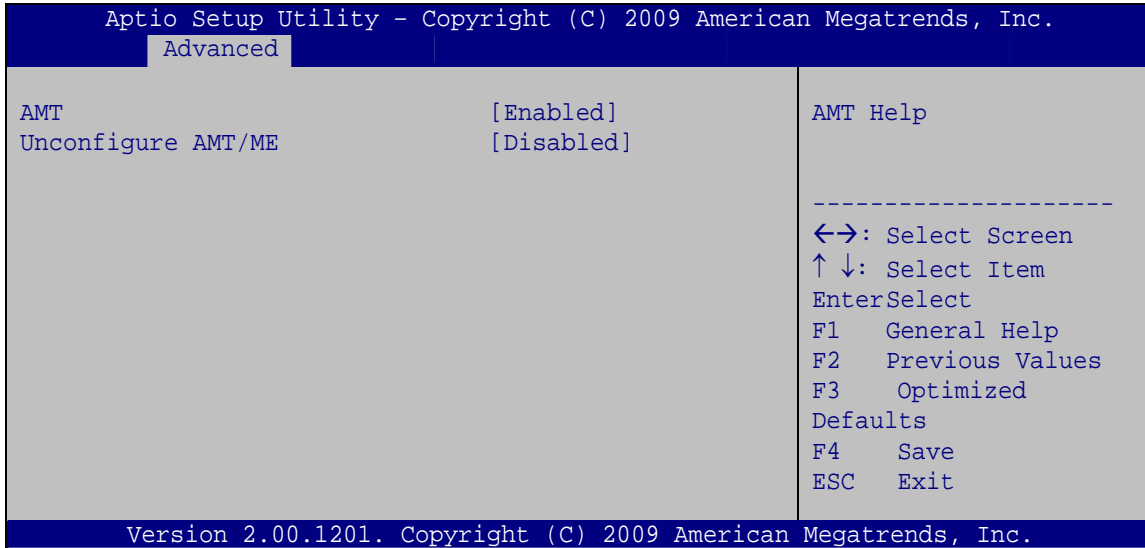 Aptio Setup Utility – Copyright (C) 2009 American Megatrends, Inc.
Advanced
AMT [Enabled]
Unconfigure AMT/ME [Disabled]
AMT Help
---------------------
←→: Select Screen
↑ ↓: Select Item
EnterSelect
F1 General Help
F2 Previous Values
F3 Optimized
Defaults
F4 Save
ESC Exit
Version 2.00.1201. Copyright (C) 2009 American Megatrends, Inc.